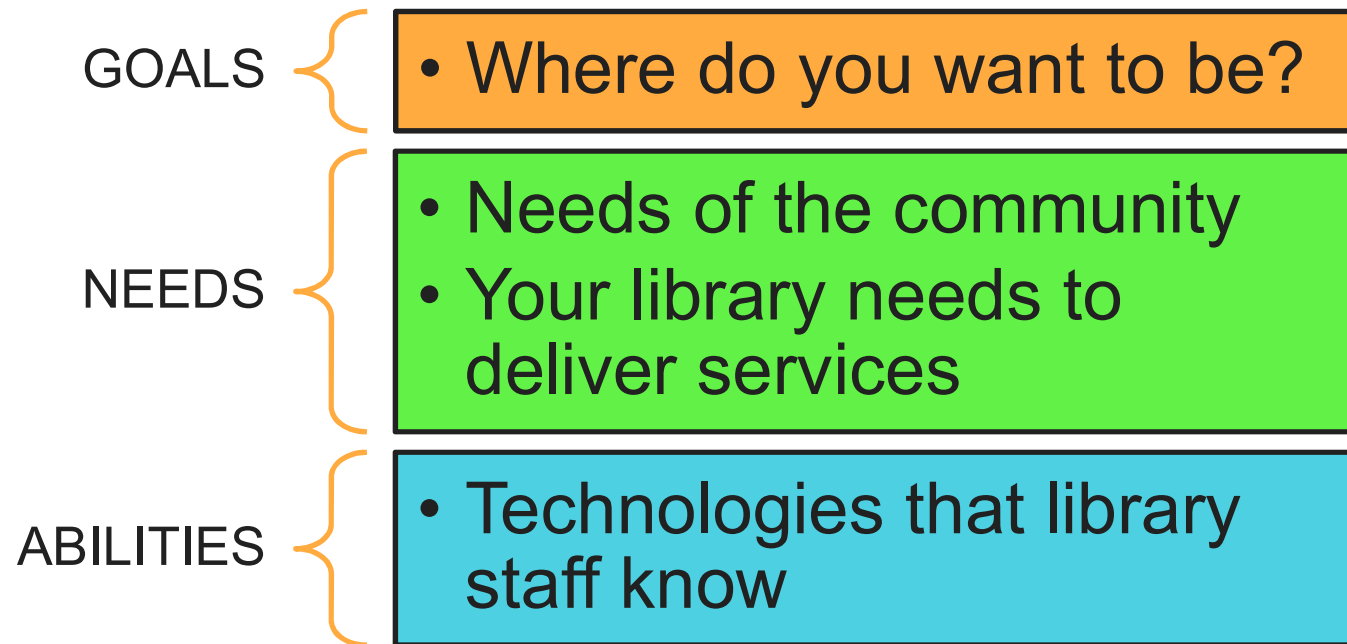 GOALS
• Where do you want to be?
NEEDS
• Needs of the community
• Your library needs to
deliver services
ABILITIES
• Technologies that library
staff know